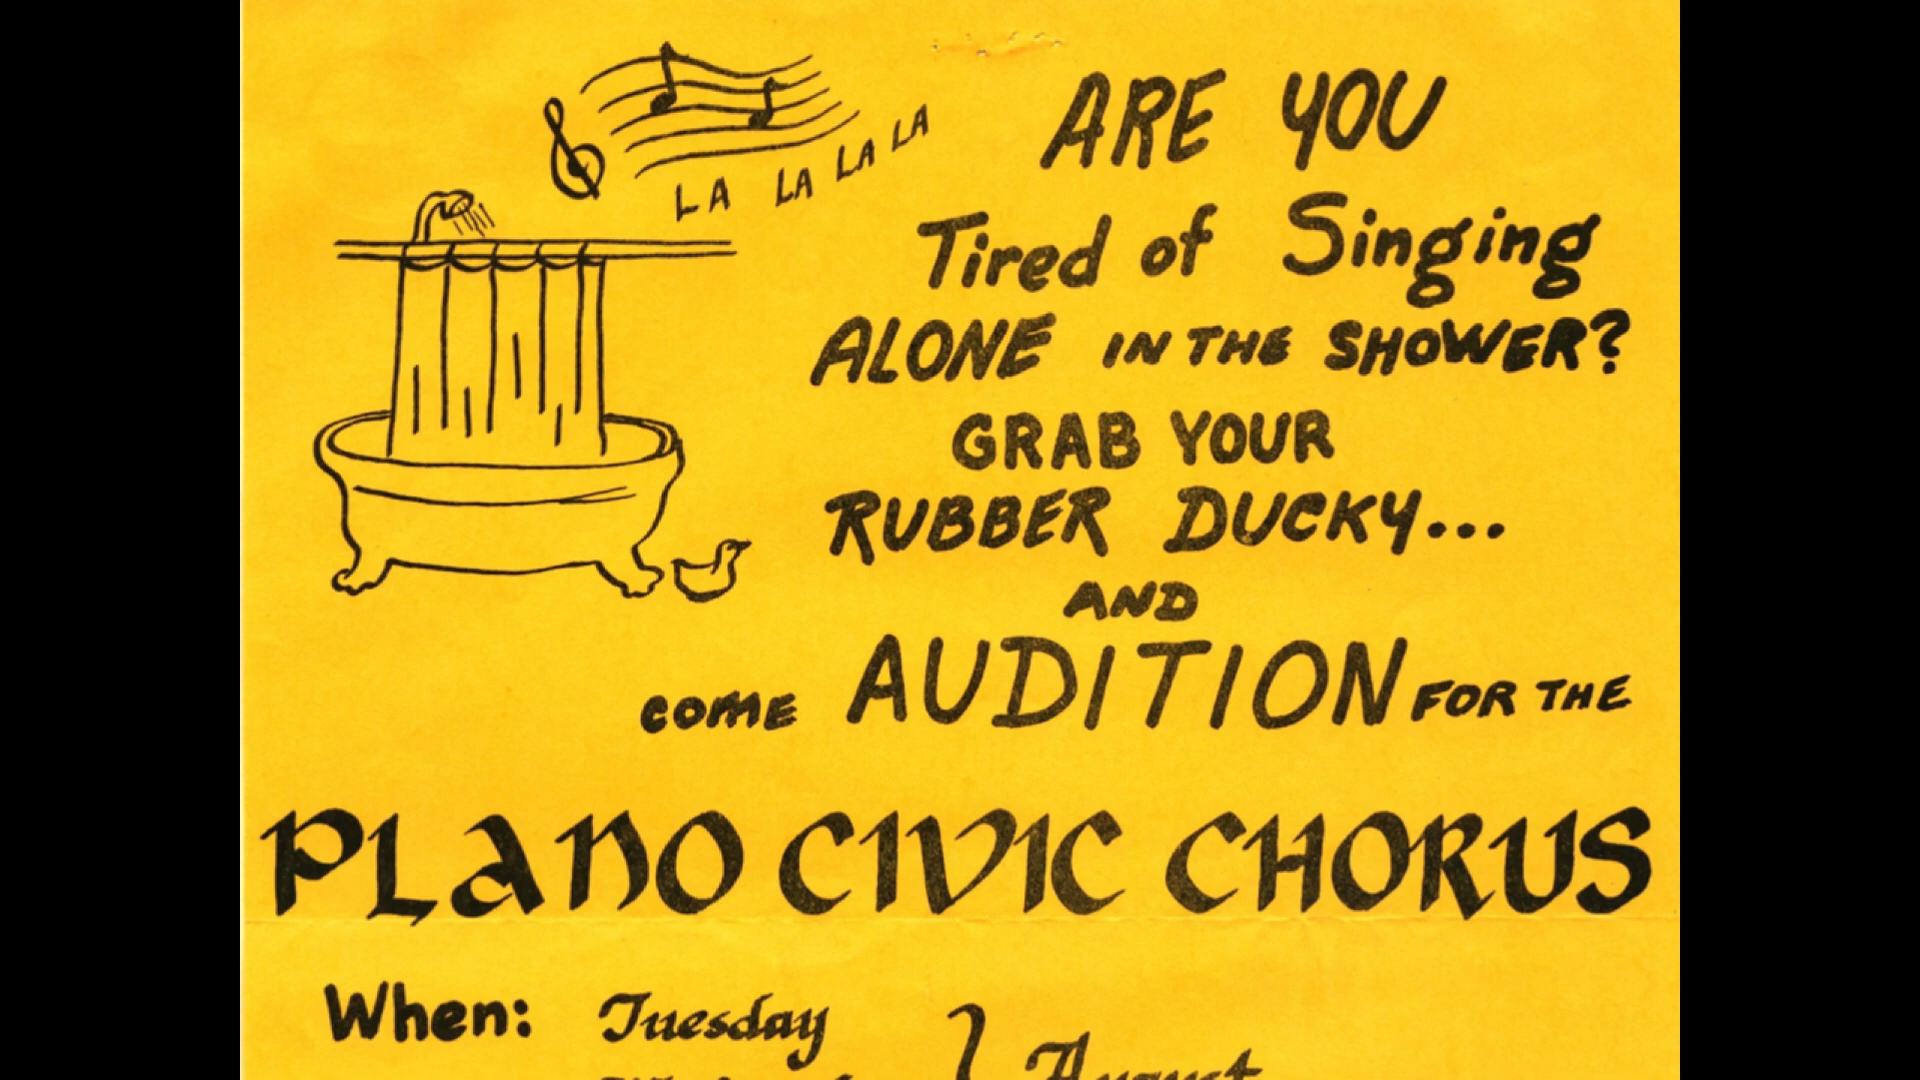 LA LA LA LA
ARE YOU
Tired of Singing
ALONE IN THE SHOWER?
GRAB YOUR
RUBBER DUCKY...
AND
COME AUDITION FOR THE
PLANO CIVIC CHORUS
When: Tuesday
August